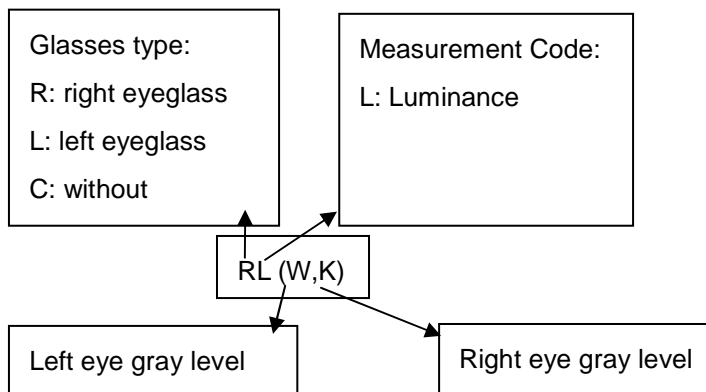 Glasses type:
R: right eyeglass
L: left eyeglass
C: without
Measurement Code:
L: Luminance
RL (W,K)
Left eye gray level
Right eye gray level